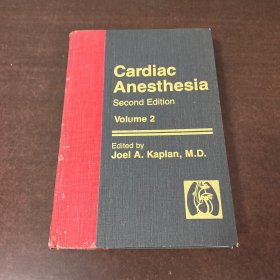 Cardiac
Anesthesia
Second Edition
Volume 2
Edited by
Joel A. Kaplan, M.D.